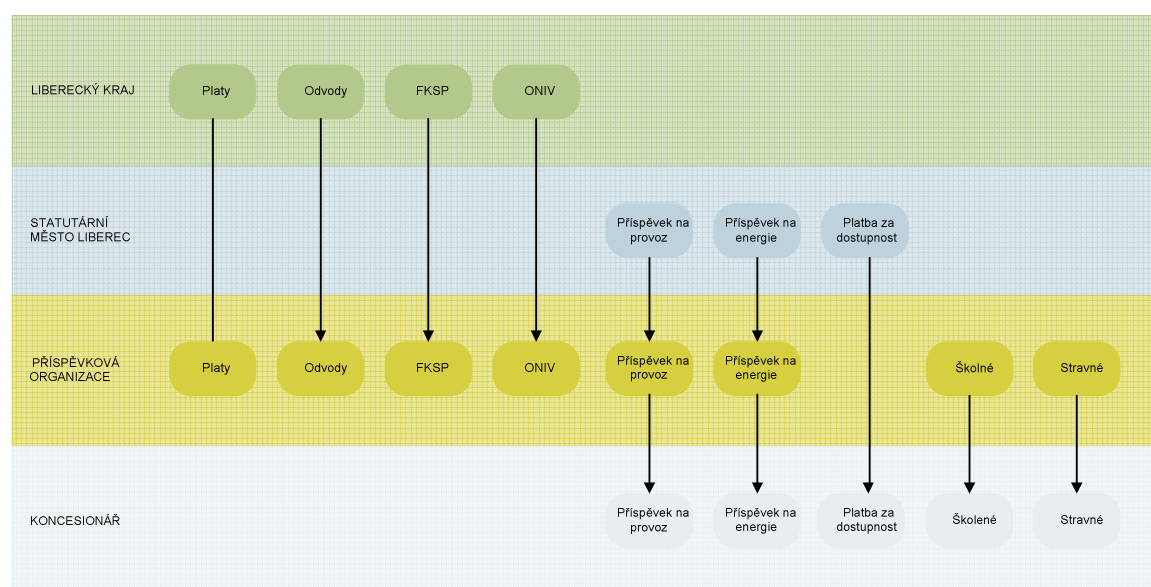 LIBERECKÝ KRAJ
Platy
Odvody
FKSP
ONIV
STATUTÁRNÍ
MĚSTO LIBEREC
Příspěvek na
provoz
Příspěvek na
energie
Platba za
dostupnost
PŘÍSPĚVKOVÁ
ORGANIZACE
Platy
Odvody
FKSP
ONIV
Příspěvek na
provoz
Příspěvek na
energie
Školné
Stravné
KONCESIONÁŘ
Příspěvek na
provoz
Příspěvek na
energie
Platba za
dostupnost
Školené
Stravné